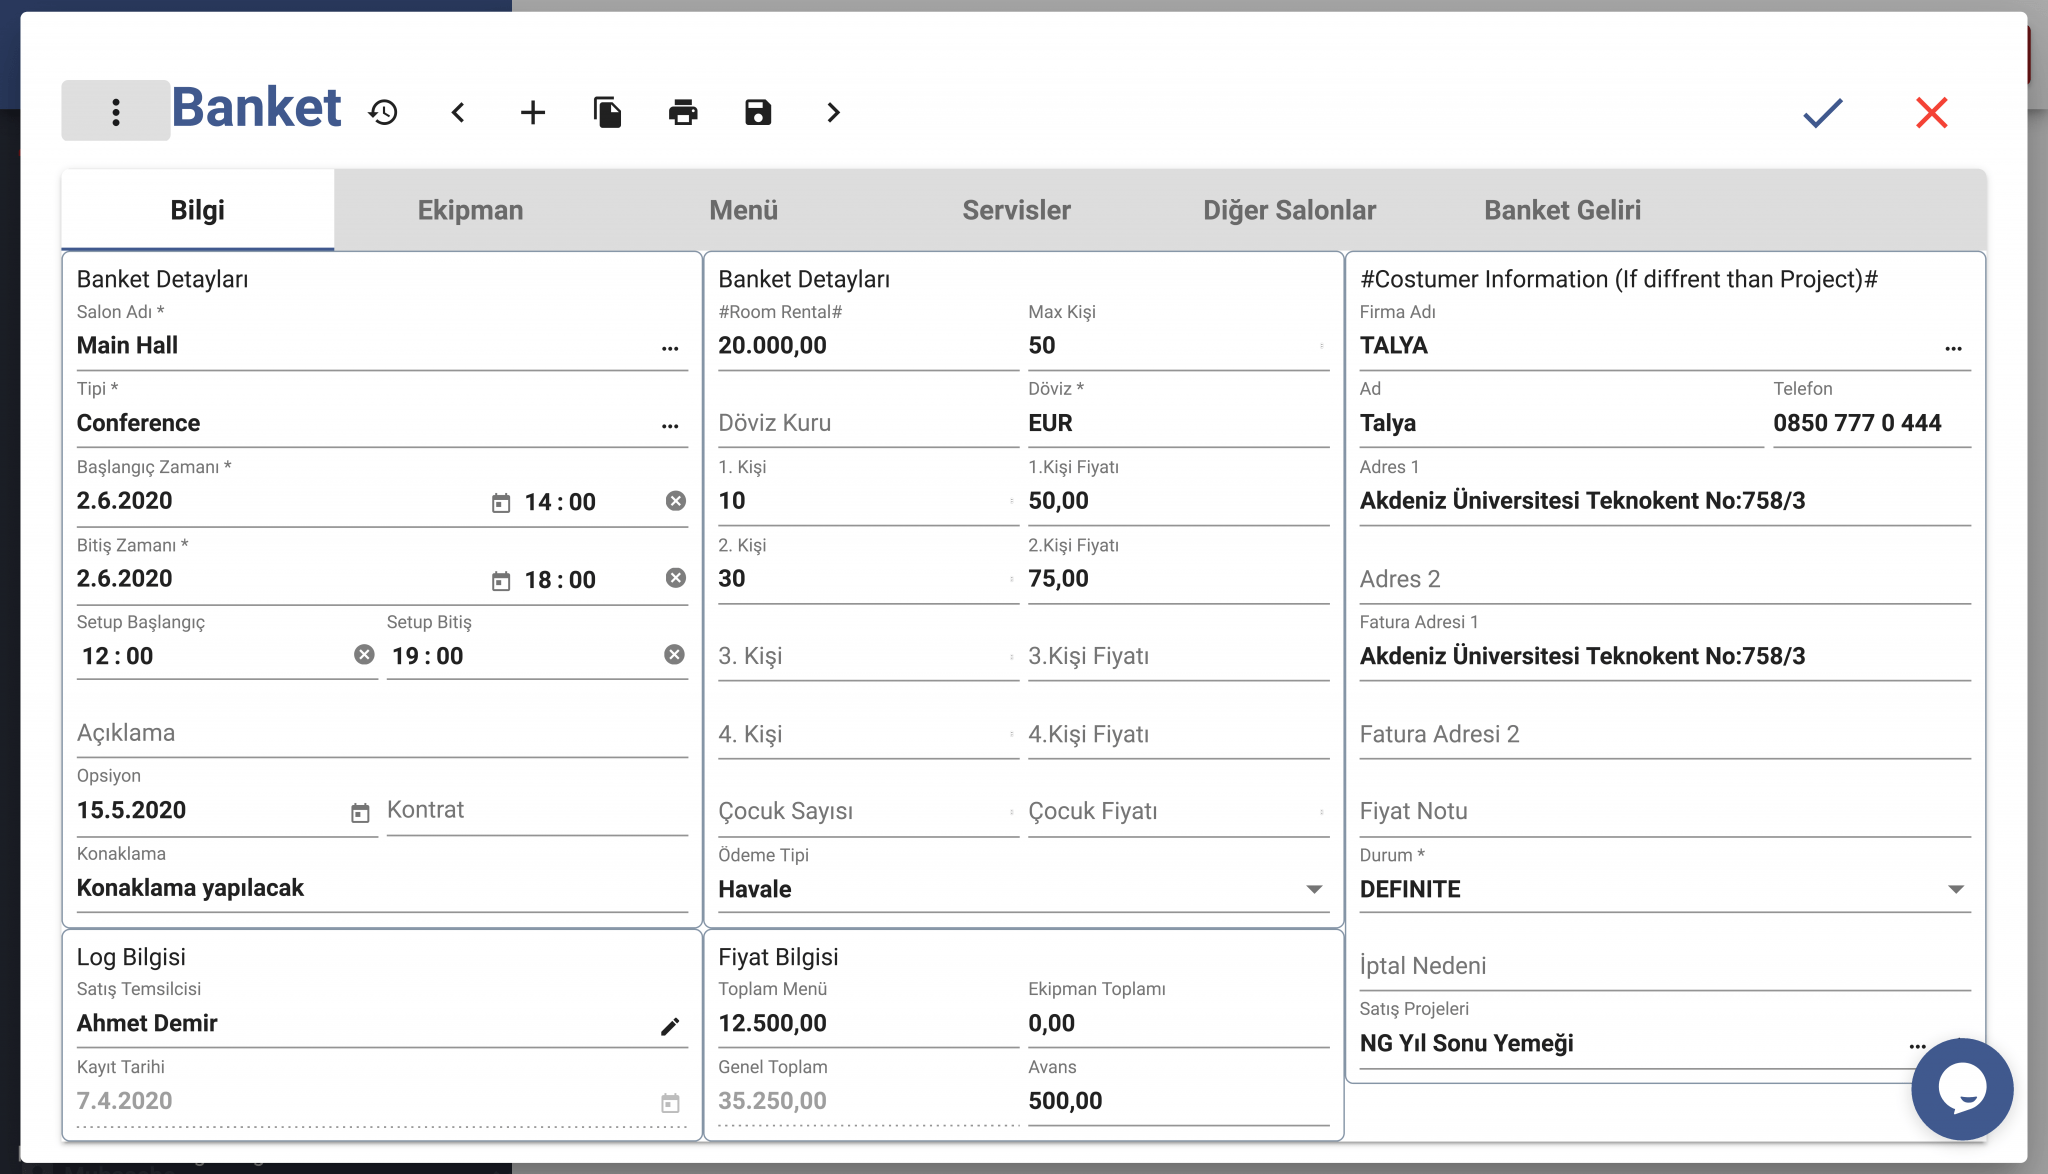 Banket
Bilgi
Ekipman
Menü
Servisler
Diğer Salonlar
Banket Geliri
Banket Detayları
Salon Adı *
Main Hall
Tipi *
Conference
Başlangıç Zamanı *
2.6.2020 14 : 00
Bitiş Zamanı *
2.6.2020 18 : 00
Setup Başlangıç Setup Bitiş
12 : 00 19 : 00
Açıklama
Opsiyon
15.5.2020 Kontrat
Konaklama
Konaklama yapılacak
Log Bilgisi
Satış Temsilcisi
Ahmet Demir
Kayıt Tarihi
7.4.2020
Banket Detayları
#Room Rental# Max Kişi
20.000,00 50
Döviz *
Döviz Kuru EUR
1. Kişi 1.Kişi Fiyatı
10 50,00
2. Kişi 2.Kişi Fiyatı
30 75,00
3. Kişi 3.Kişi Fiyatı
4. Kişi 4.Kişi Fiyatı
Çocuk Sayısı Çocuk Fiyatı
Ödeme Tipi
Havale
Fiyat Bilgisi
Toplam Menü Ekipman Toplamı
12.500,00 0,00
Genel Toplam Avans
35.250,00 500,00
#Costumer Information (If diffrent than Project)#
Firma Adı
TALYA
Ad Telefon
Talya 0850 777 0 444
Adres 1
Akdeniz Üniversitesi Teknokent No:758/3
Adres 2
Fatura Adresi 1
Akdeniz Üniversitesi Teknokent No:758/3
Fatura Adresi 2
Fiyat Notu
Durum *
DEFINITE
İptal Nedeni
Satış Projeleri
NG Yıl Sonu Yemeği